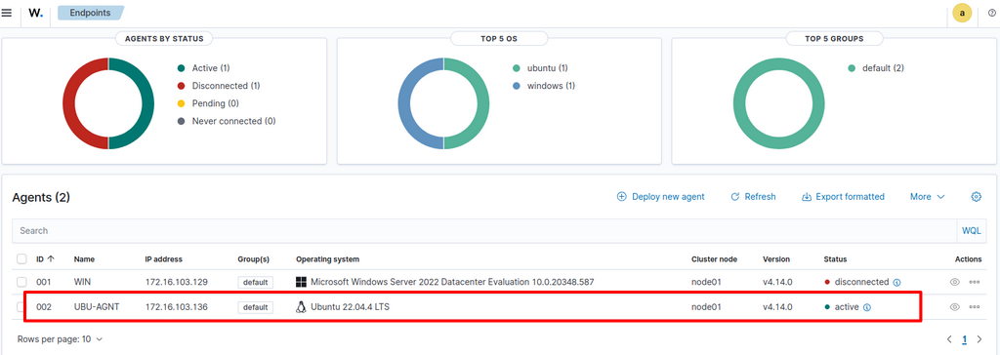 W. Endpoints a
AGENTS BY STATUS
Active (1)
Disconnected (1)
Pending (0)
Never connected (0)
TOP 5 OS
ubuntu (1)
windows (1)
TOP 5 GROUPS
default (2)
Agents (2) Deploy new agent Refresh Export formatted More
Search WQL
ID Name IP address Group(s) Operating system Cluster node Version Status Actions
001 WIN 172.16.103.129 default Microsoft Windows Server 2022 Datacenter Evaluation 10.0.20348.587 node01 v4.14.0 disconnected
002 UBU-AGNT 172.16.103.136 default Ubuntu 22.04.4 LTS node01 v4.14.0 active
Rows per page: 10 1